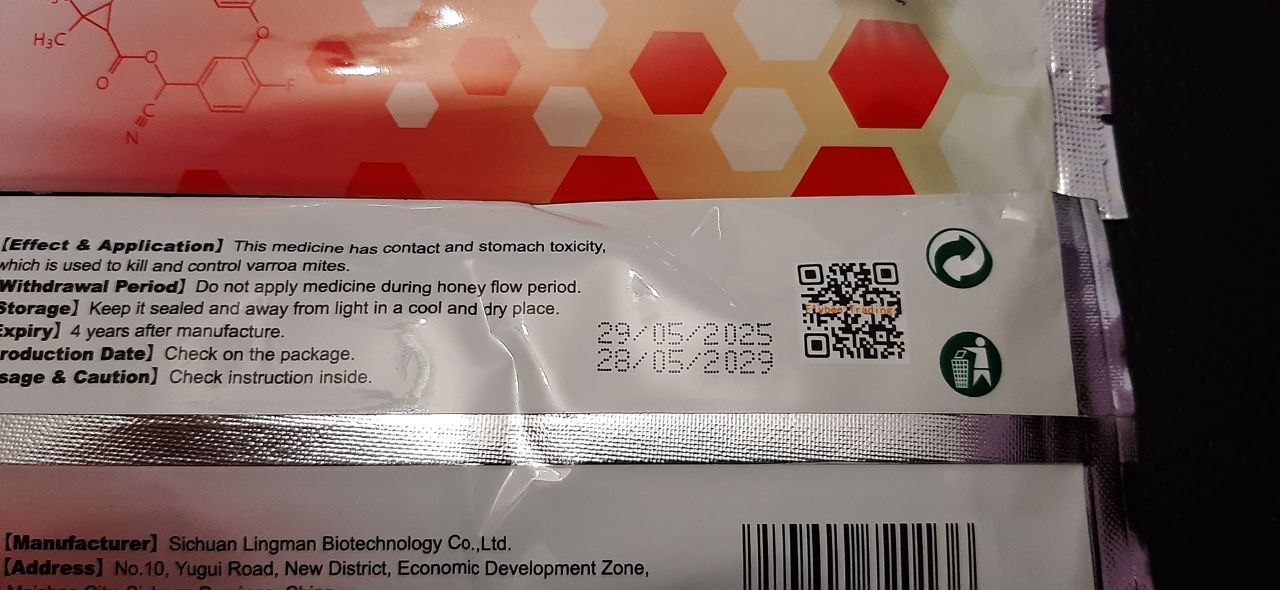 H₃C
O
O
O
F
C
N
【Effect & Application】 This medicine has contact and stomach toxicity,
which is used to kill and control varroa mites.
Withdrawal Period】 Do not apply medicine during honey flow period.
Storage】 Keep it sealed and away from light in a cool and dry place.
Expiry】 4 years after manufacture.
roduction Date】 Check on the package.
sage & Caution】 Check instruction inside.
29/05/2025
28/05/2029
Trading
【Manufacturer】 Sichuan Lingman Biotechnology Co.,Ltd.
【Address】 No.10, Yugui Road, New District, Economic Development Zone,